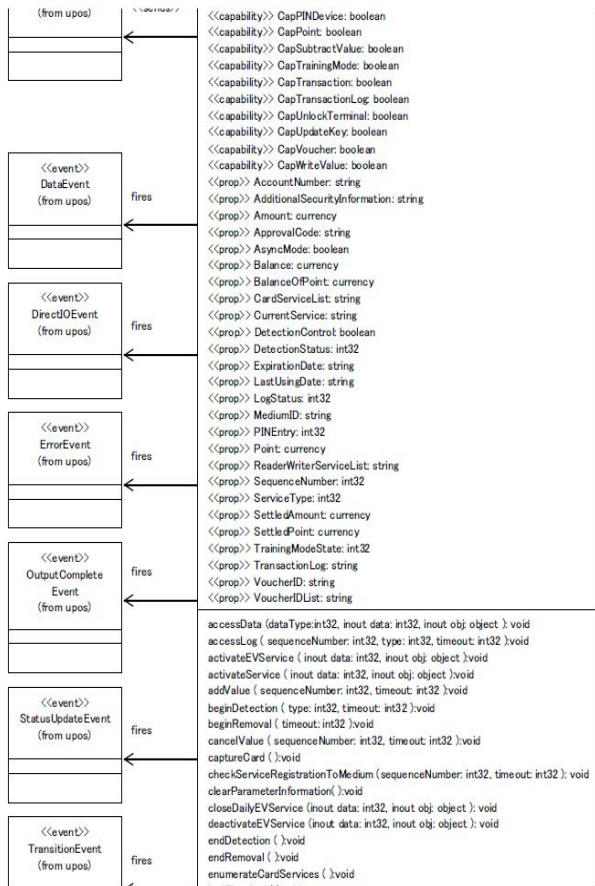 (from upos)
<<event>>
DataEvent
(from upos)
fires
<<event>>
DirectIOEvent
(from upos)
fires
<<event>>
ErrorEvent
(from upos)
fires
<<event>>
OutputComplete
Event
(from upos)
fires
<<event>>
StatusUpdateEvent
(from upos)
fires
<<event>>
TransitionEvent
(from upos)
fires
<<capability>> CapPINDevice: boolean
<<capability>> CapPoint: boolean
<<capability>> CapSubtractValue: boolean
<<capability>> CapTrainingMode: boolean
<<capability>> CapTransaction: boolean
<<capability>> CapTransactionLog: boolean
<<capability>> CapUnlockTerminal: boolean
<<capability>> CapUpdateKey: boolean
<<capability>> CapVoucher: boolean
<<capability>> CapWriteValue: boolean
<<prop>> AccountNumber: string
<<prop>> AdditionalSecurityInformation: string
<<prop>> Amount: currency
<<prop>> ApprovalCode: string
<<prop>> AsyncMode: boolean
<<prop>> Balance: currency
<<prop>> BalanceOfPoint: currency
<<prop>> CardServiceList: string
<<prop>> CurrentService: string
<<prop>> DetectionControl: boolean
<<prop>> DetectionStatus: int32
<<prop>> ExpirationDate: string
<<prop>> LastUsingDate: string
<<prop>> LogStatus: int32
<<prop>> MediumID: string
<<prop>> PINEntry: int32
<<prop>> Point: currency
<<prop>> ReaderWriterServiceList: string
<<prop>> SequenceNumber: int32
<<prop>> ServiceType: int32
<<prop>> SettledAmount: currency
<<prop>> SettledPoint: currency
<<prop>> TrainingModeState: int32
<<prop>> TransactionLog: string
<<prop>> VoucherID: string
<<prop>> VoucherIDList: string
accessData (dataType:int32, inout data: int32, inout obj: object ): void
accessLog ( sequenceNumber: int32, type: int32, timeout: int32 ):void
activateEVService ( inout data: int32, inout obj: object ):void
activateService ( inout data: int32, inout obj: object ):void
addValue ( sequenceNumber: int32, timeout: int32 ):void
beginDetection ( type: int32, timeout: int32 ):void
beginRemoval ( timeout: int32 ):void
cancelValue ( sequenceNumber: int32, timeout: int32 ):void
captureCard ( ):void
checkServiceRegistrationToMedium (sequenceNumber: int32, timeout: int32 ): void
clearParameterInformation( ):void
closeDailyEVService (inout data: int32, inout obj: object ): void
deactivateEVService (inout data: int32, inout obj: object ): void
endDetection ( ):void
endRemoval ( ):void
enumerateCardServices ( ):void